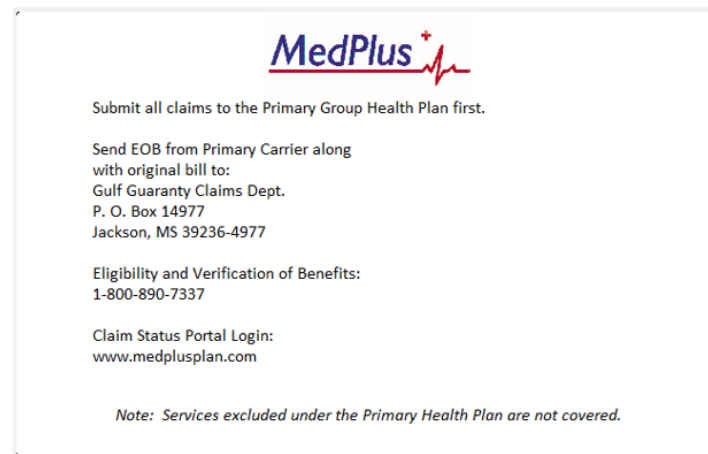 MedPlus+
Submit all claims to the Primary Group Health Plan first.
Send EOB from Primary Carrier along
with original bill to:
Gulf Guaranty Claims Dept.
P. O. Box 14977
Jackson, MS 39236-4977
Eligibility and Verification of Benefits:
1-800-890-7337
Claim Status Portal Login:
www.medplusplan.com
Note:  Services excluded under the Primary Health Plan are not covered.